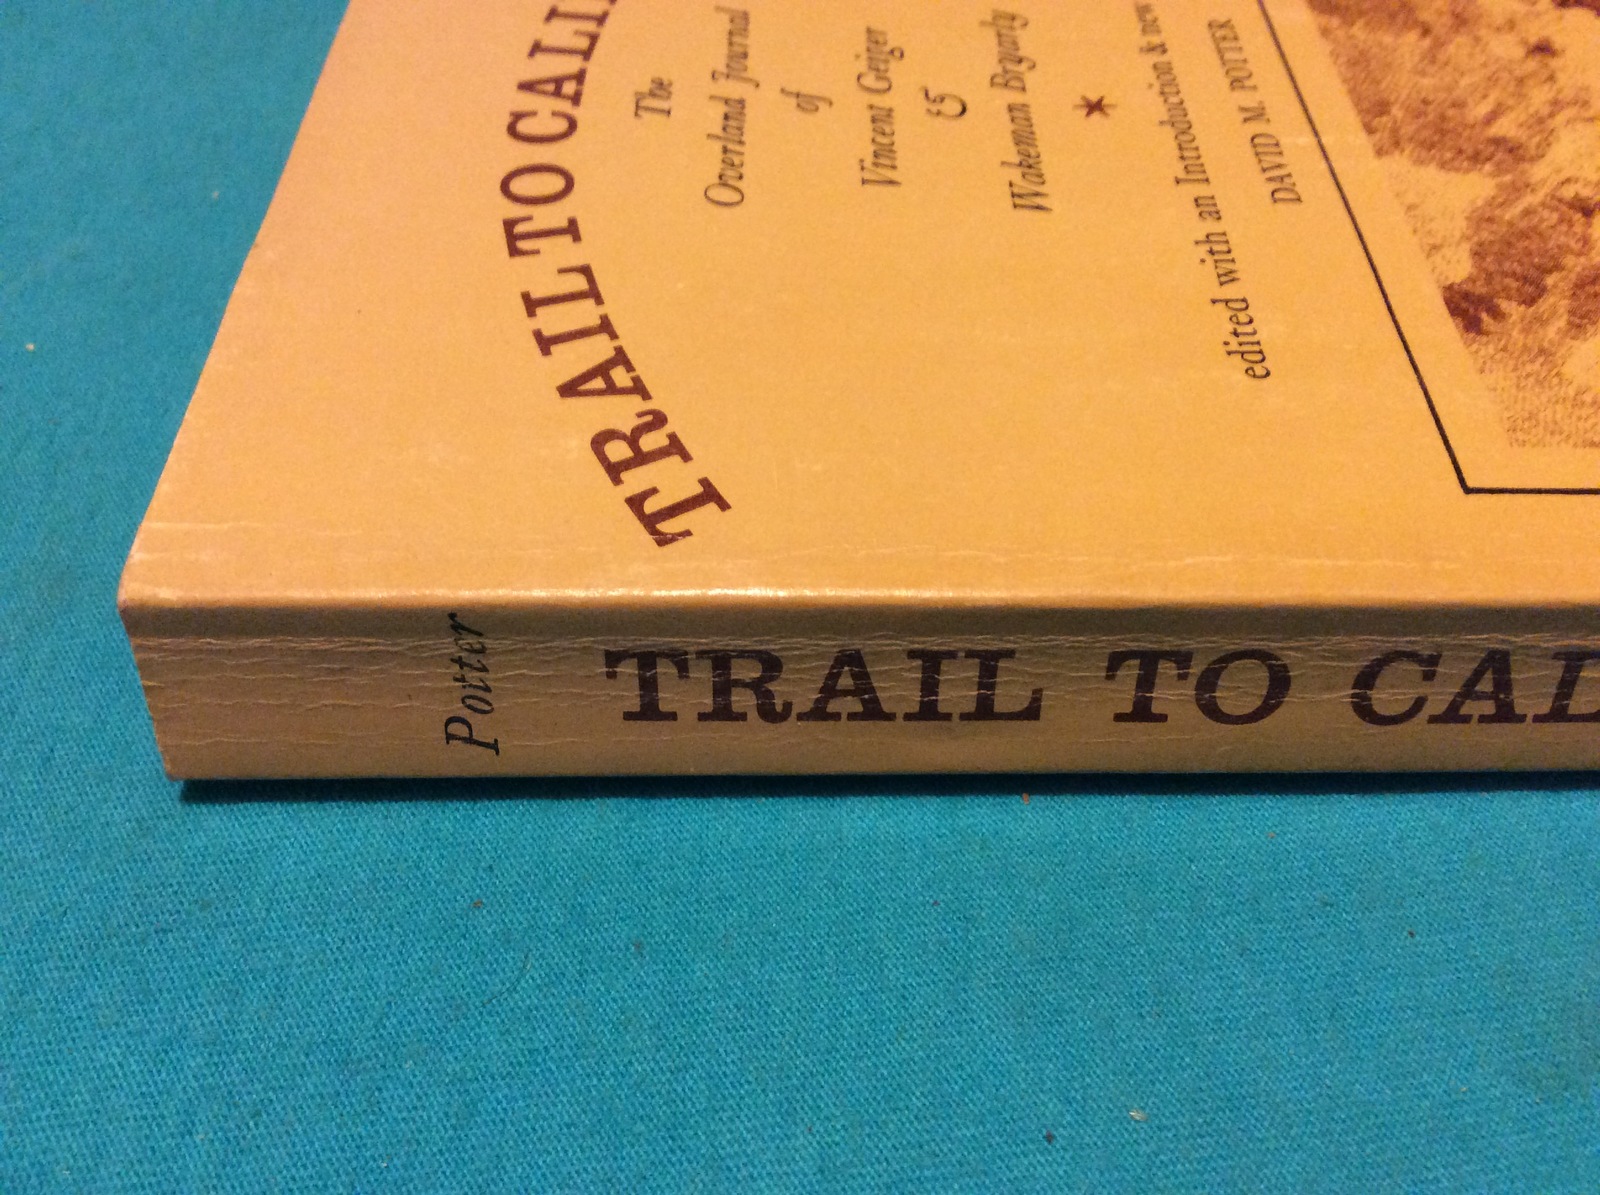 TRAIL TO CALI
The
Overland Journal
of
Vincent Geiger
&
Wakeman Bryarly
edited with an Introduction & new
DAVID M. POTTER
Potter
TRAIL TO CAL